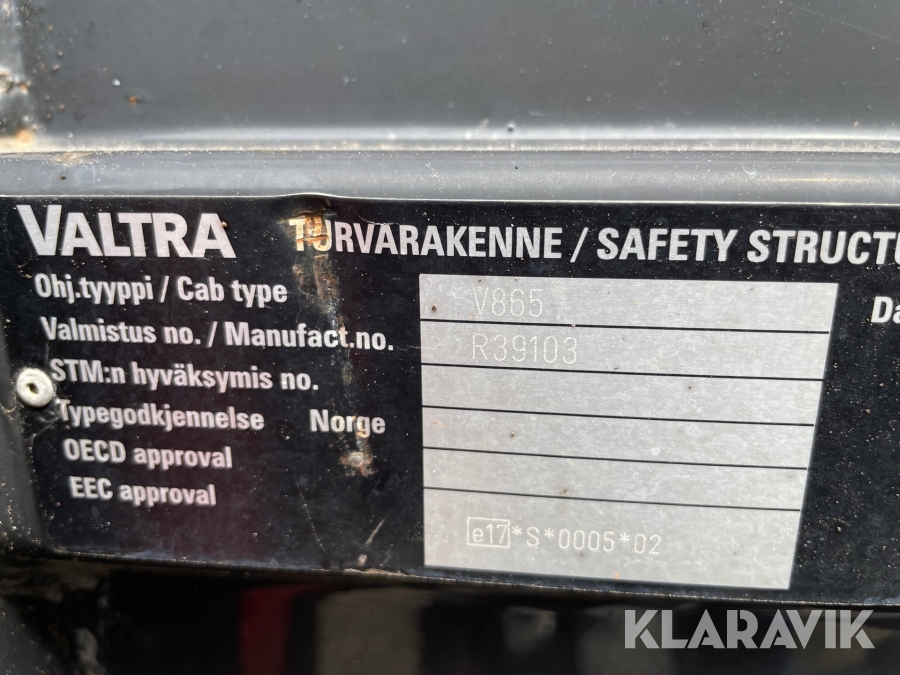 VALTRA TURVARAKENNE / SAFETY STRUCTU
Ohj.tyyppi / Cab type V865 Da
Valmistus no. / Manufact.no. R39103
STM:n hyväksymis no.
Typegodkjennelse Norge
OECD approval
EEC approval
e17*S*0005*02
KLARAVIK